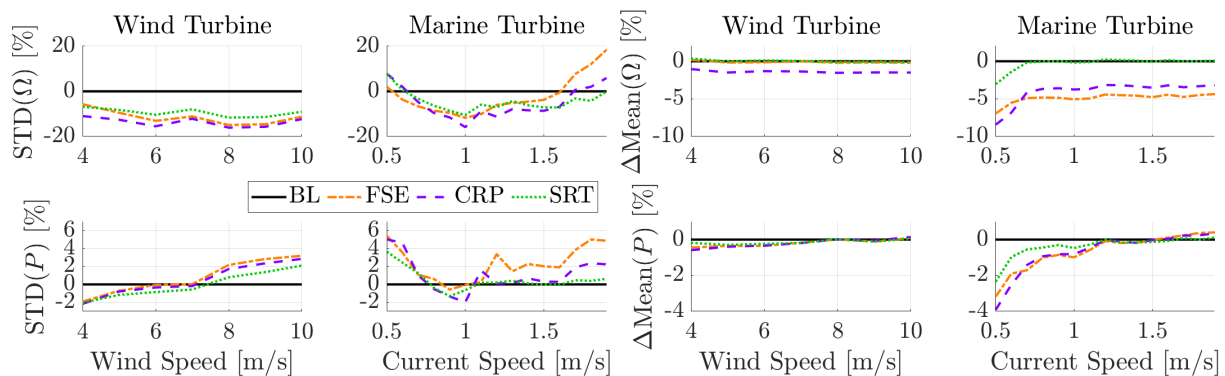 Wind Turbine
Marine Turbine
Wind Turbine
Marine Turbine
STD(Ω) [%]
20
0
-20
4 6 8 10
20
0
-20
0.5 1 1.5
ΔMean(Ω) [%]
0
-5
-10
4 6 8 10
0
-5
-10
0.5 1 1.5
BL FSE CRP SRT
STD(P) [%]
6
4
2
0
-2
4 6 8 10
Wind Speed [m/s]
6
4
2
0
-2
0.5 1 1.5
Current Speed [m/s]
ΔMean(P) [%]
0
-2
-4
4 6 8 10
Wind Speed [m/s]
0
-2
-4
0.5 1 1.5
Current Speed [m/s]